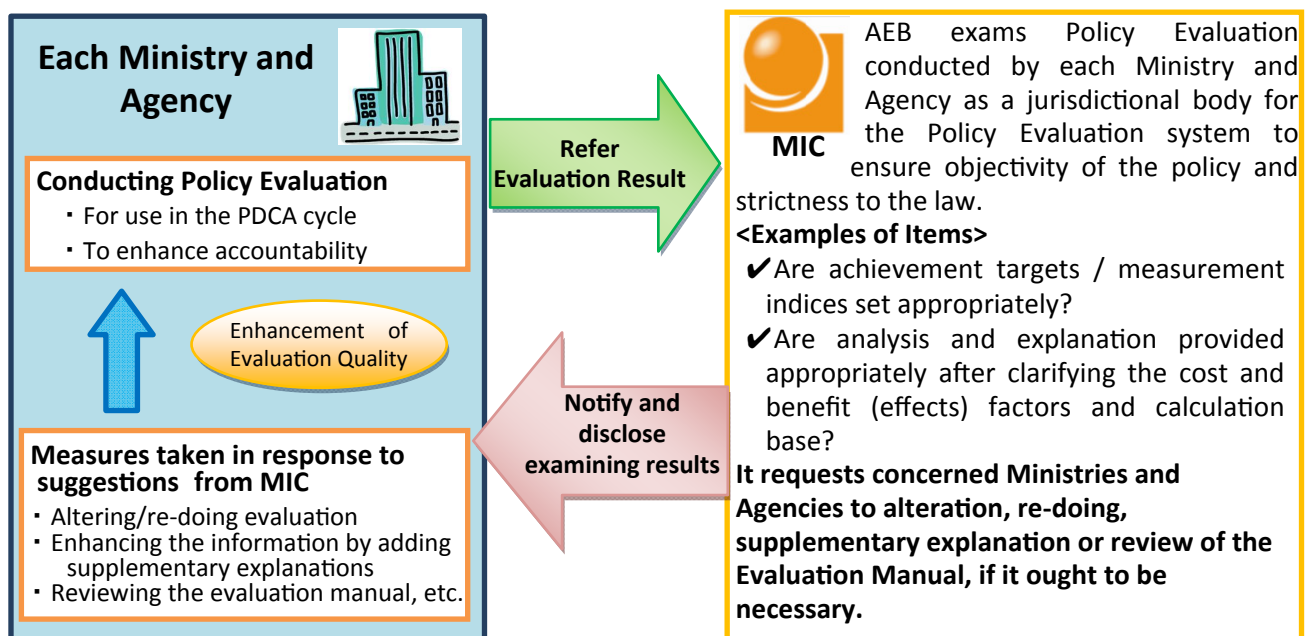 Each Ministry and
Agency
Conducting Policy Evaluation
・For use in the PDCA cycle
・To enhance accountability
Enhancement of
Evaluation Quality
Measures taken in response to
suggestions from MIC
・Altering/re-doing evaluation
・Enhancing the information by adding
supplementary explanations
・Reviewing the evaluation manual, etc.
Refer
Evaluation Result
Notify and
disclose
examining results
MIC
AEB exams Policy Evaluation
conducted by each Ministry and
Agency as a jurisdictional body for
the Policy Evaluation system to
ensure objectivity of the policy and
strictness to the law.
<Examples of Items>
✔Are achievement targets / measurement
indices set appropriately?
✔Are analysis and explanation provided
appropriately after clarifying the cost and
benefit (effects) factors and calculation
base?
It requests concerned Ministries and
Agencies to alteration, re-doing,
supplementary explanation or review of the
Evaluation Manual, if it ought to be
necessary.